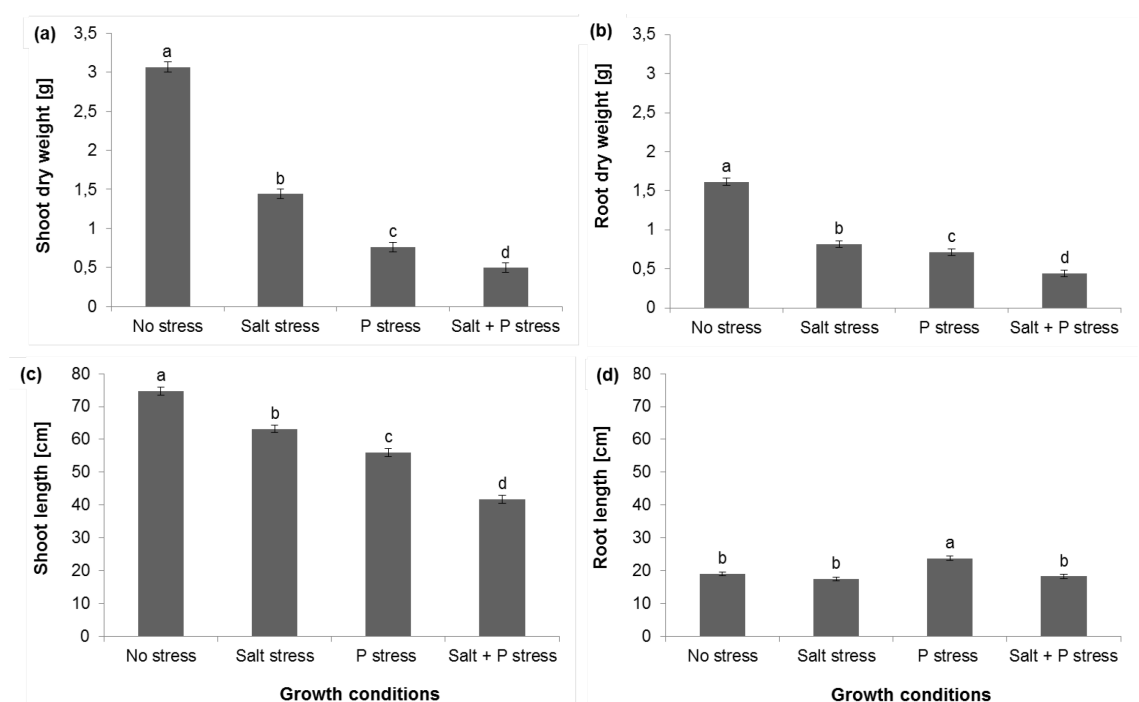 (a)
Shoot dry weight [g]
3,5
3
2,5
2
1,5
1
0,5
0
a
b
c
d
No stress Salt stress P stress Salt + P stress
(b)
Root dry weight [g]
3,5
3
2,5
2
1,5
1
0,5
0
a
b
c
d
No stress Salt stress P stress Salt + P stress
(c)
Shoot length [cm]
80
70
60
50
40
30
20
10
0
a
b
c
d
No stress Salt stress P stress Salt + P stress
Growth conditions
(d)
Root length [cm]
80
70
60
50
40
30
20
10
0
b
b
a
b
No stress Salt stress P stress Salt + P stress
Growth conditions